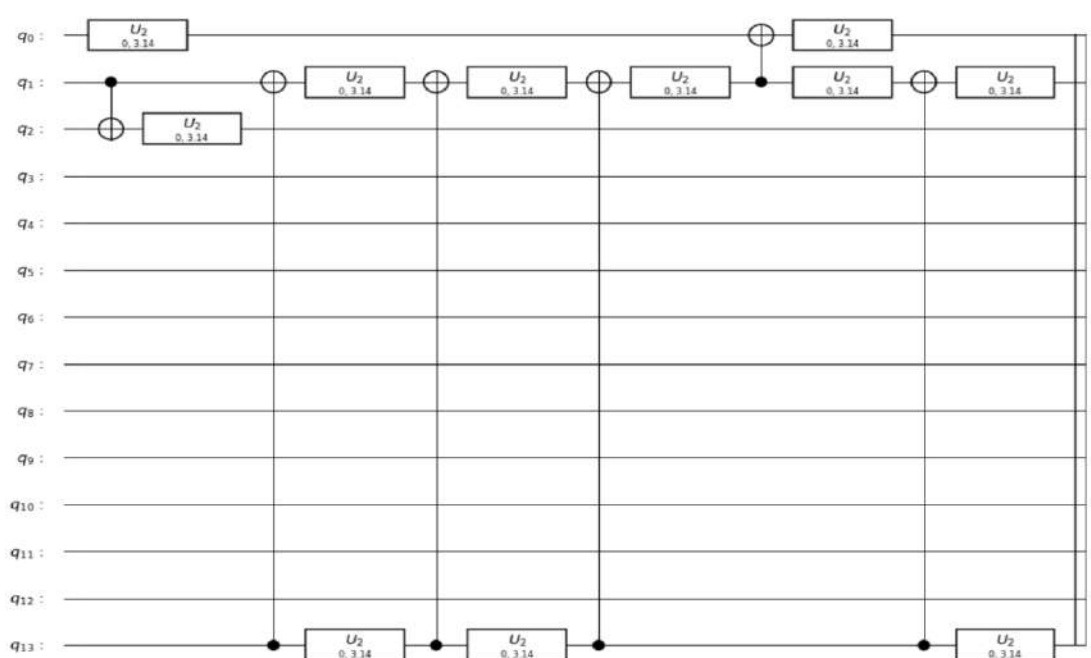 q₀ : U₂ U₂
0, 3.14 0, 3.14
q₁ : U₂ U₂ U₂ U₂ U₂
0, 3.14 0, 3.14 0, 3.14 0, 3.14 0, 3.14
q₂ : U₂
0, 3.14
q₃ :
q₄ :
q₅ :
q₆ :
q₇ :
q₈ :
q₉ :
q₁₀ :
q₁₁ :
q₁₂ :
q₁₃ : U₂ U₂ U₂
0, 3.14 0, 3.14 0, 3.14